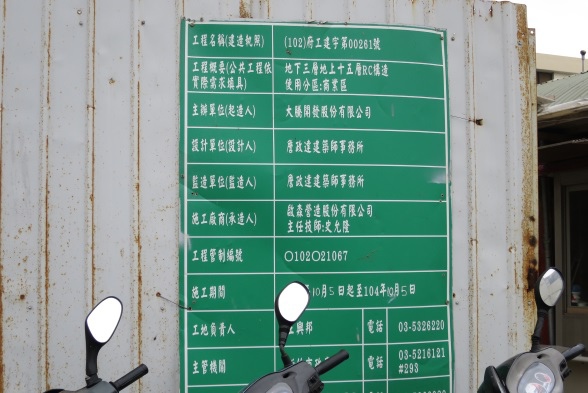 工程名稱(建造執照) (102)府工建字第00261號
工程概要(公共工程依 地下三層地上十五層RC構造
實際需求填具) 使用分區:商業區
主辦單位(起造人) 大騰開發股份有限公司
設計單位(設計人) 詹政達建築師事務所
監造單位(監造人) 詹政達建築師事務所
施工廠商(承造人) 啟森營造股份有限公司
主任技師:史允隆
工程管制編號 O102O21067
施工期間 年10月5日起至104年10月5日
工地負責人 興邦 電話 03-5326220
主管機關 電話 03-5216121
#293